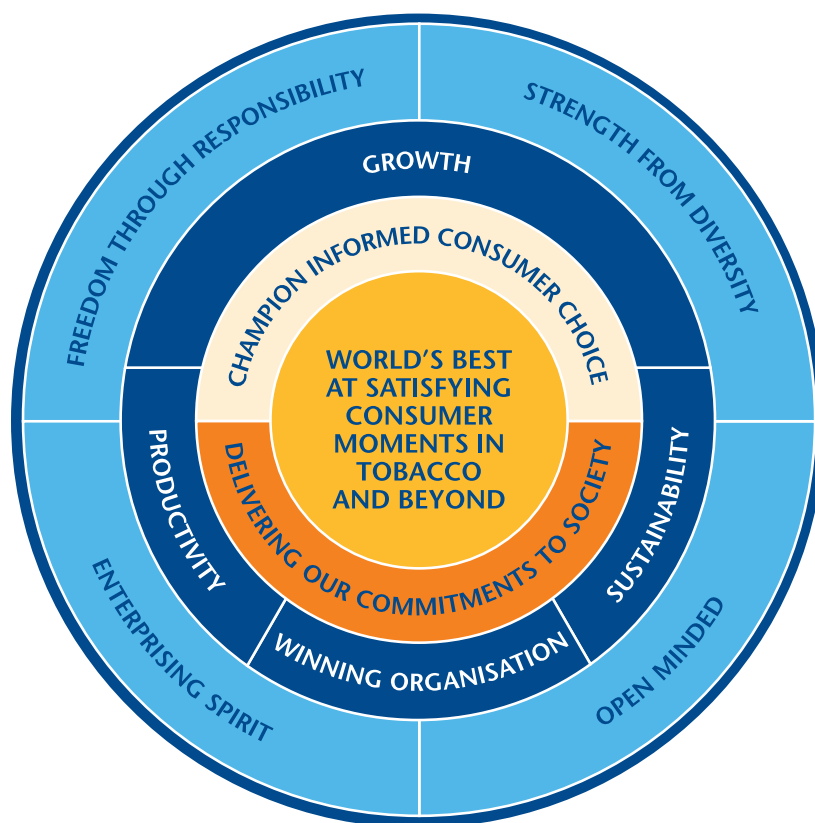 FREEDOM THROUGH RESPONSIBILITY
STRENGTH FROM DIVERSITY
GROWTH
CHAMPION INFORMED CONSUMER CHOICE
WORLD'S BEST
AT SATISFYING
CONSUMER
MOMENTS IN
TOBACCO
AND BEYOND
DELIVERING OUR COMMITMENTS TO SOCIETY
PRODUCTIVITY
WINNING ORGANISATION
SUSTAINABILITY
ENTERPRISING SPIRIT
OPEN MINDED